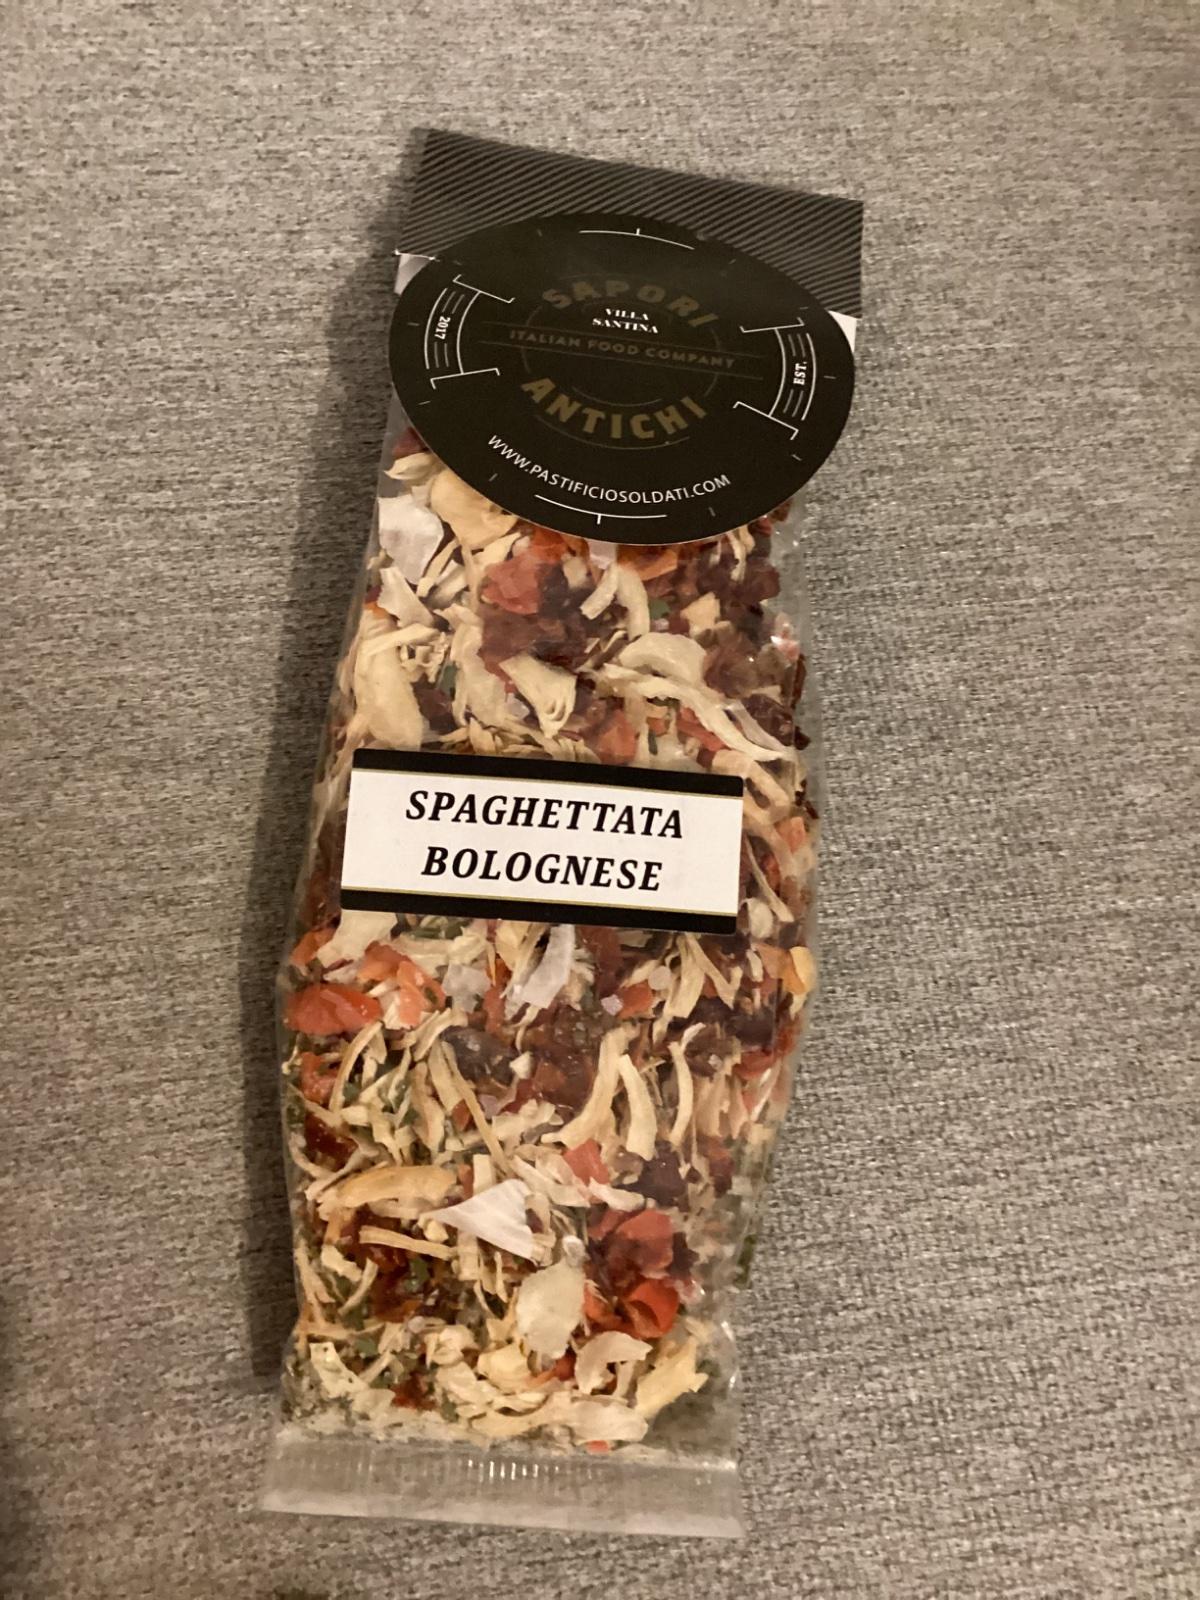 SAPORI
VILLA
SANTINA
ITALIAN FOOD COMPANY
2017
EST.
ANTICHI
WWW.PASTIFICIOSOLDATI.COM
SPAGHETTATA
BOLOGNESE